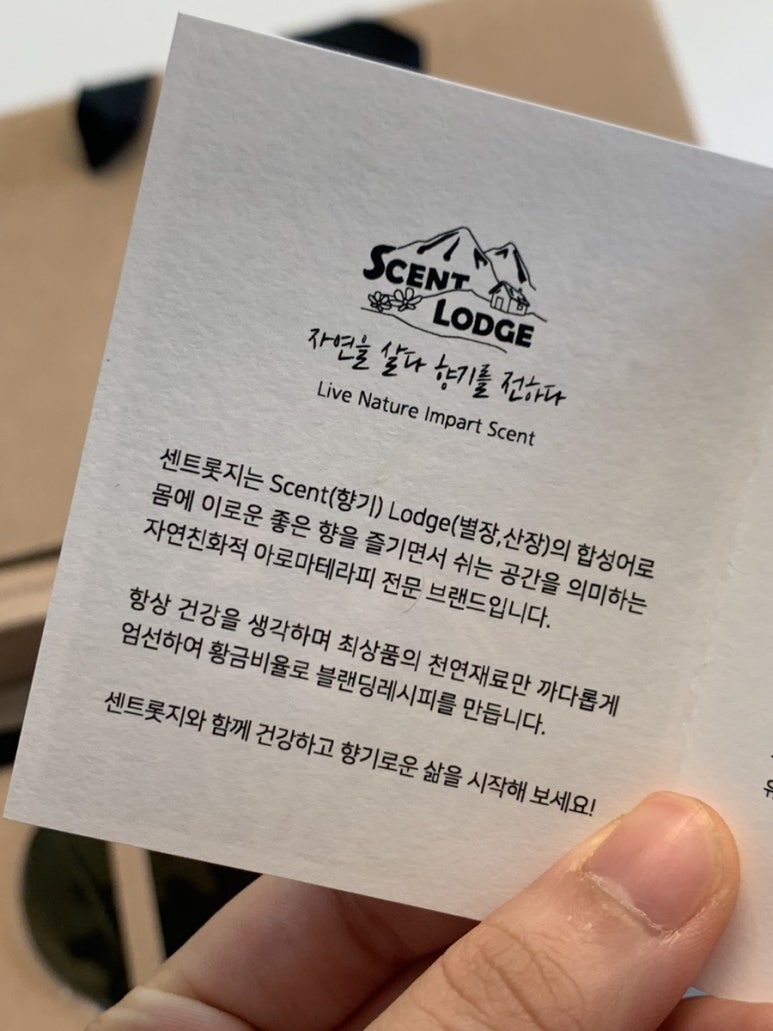 SCENT
LODGE
자연을 살다 향기를 전하다
Live Nature Impart Scent
센트롯지는 Scent(향기) Lodge(별장,산장)의 합성어로
몸에 이로운 좋은 향을 즐기면서 쉬는 공간을 의미하는
자연친화적 아로마테라피 전문 브랜드입니다.
항상 건강을 생각하며 최상품의 천연재료만 까다롭게
엄선하여 황금비율로 블랜딩레시피를 만듭니다.
센트롯지와 함께 건강하고 향기로운 삶을 시작해 보세요!